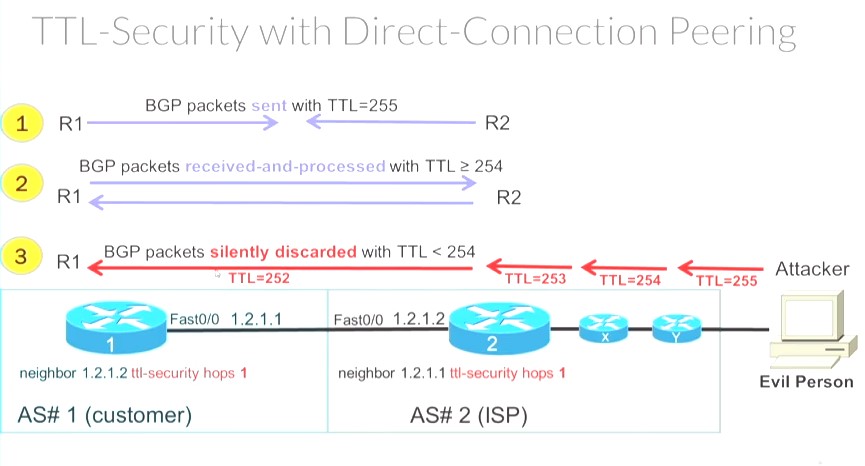 TTL-Security with Direct-Connection Peering
BGP packets sent with TTL=255
1 R1 R2
BGP packets received-and-processed with TTL ≥ 254
2 R1 R2
BGP packets silently discarded with TTL < 254
3 R1 Attacker
TTL=252 TTL=253 TTL=254 TTL=255
Fast0/0 1.2.1.1 Fast0/0 1.2.1.2
1 2 X Y
neighbor 1.2.1.2 ttl-security hops 1 neighbor 1.2.1.1 ttl-security hops 1
Evil Person
AS# 1 (customer) AS# 2 (ISP)